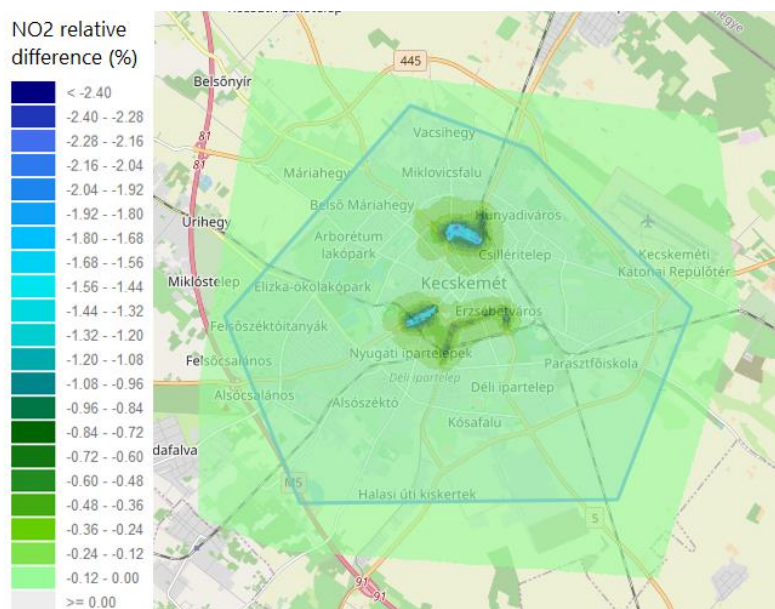 NO2 relative
difference (%)
< -2.40
-2.40 - -2.28
-2.28 - -2.16
-2.16 - -2.04
-2.04 - -1.92
-1.92 - -1.80
-1.80 - -1.68
-1.68 - -1.56
-1.56 - -1.44
-1.44 - -1.32
-1.32 - -1.20
-1.20 - -1.08
-1.08 - -0.96
-0.96 - -0.84
-0.84 - -0.72
-0.72 - -0.60
-0.60 - -0.48
-0.48 - -0.36
-0.36 - -0.24
-0.24 - -0.12
-0.12 - 0.00
>= 0.00
445
Belsőnyír
81
Vacsihegy
81
Máriahegy
Miklovicsfalu
Belső Máriahegy
Hunyadiváros
Úrihegy
Arborétum
lakópark
Csilléritelep
Kecskeméti
Katonai Repülőtér
Miklóstelep
Elizka-ökolakópark
Kecskemét
Erzsébetváros
Felsőszéktóitanyák
Felsőcsalános
Nyugati ipartelepek
Parasztfőiskola
Déli ipartelep
Déli ipartelep
Alsócsalános
Alsószéktó
Kósafalu
dafalva
M5
Halasi úti kiskertek
5
91
91